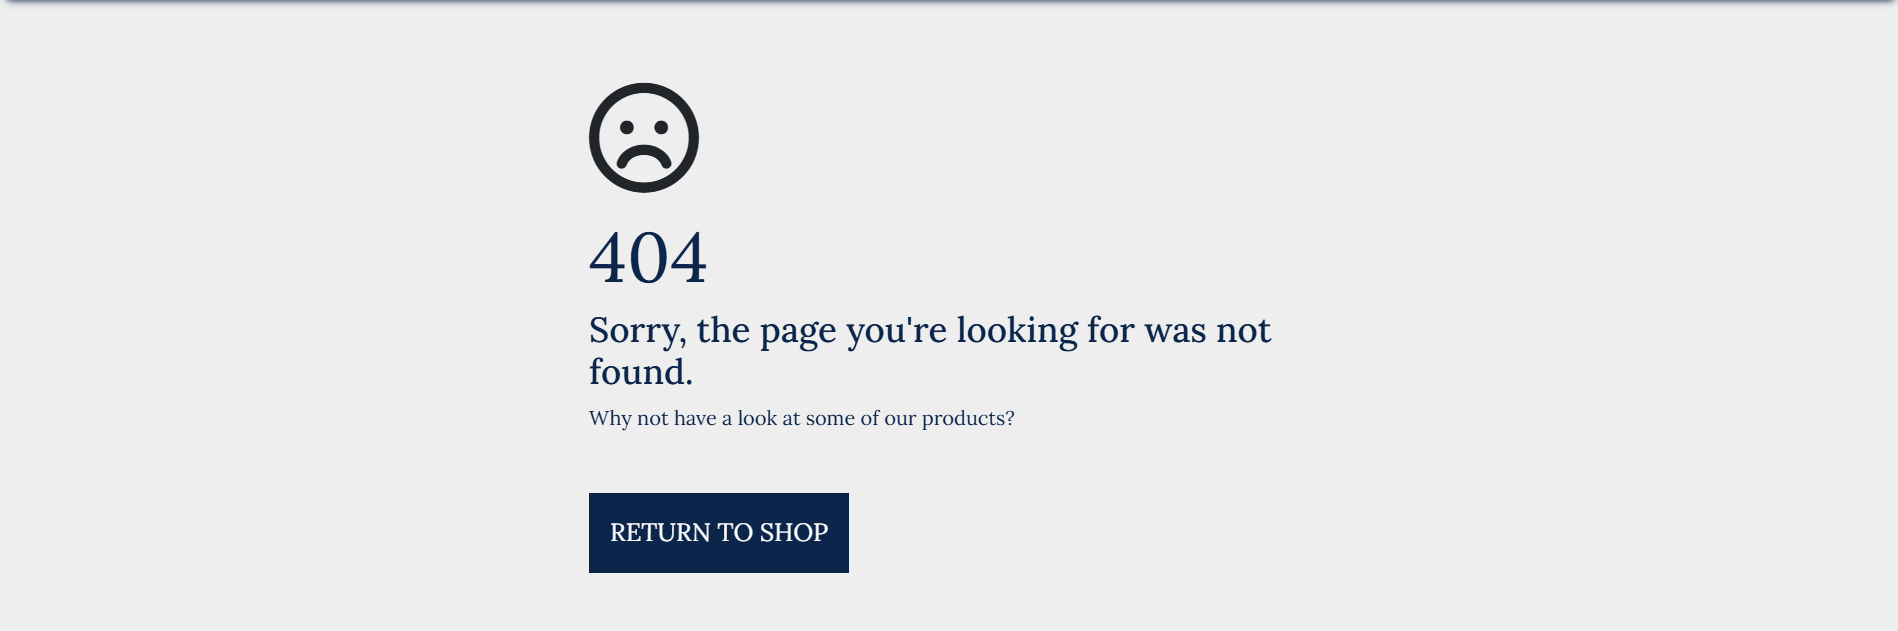 404
Sorry, the page you're looking for was not
found.
Why not have a look at some of our products?
RETURN TO SHOP